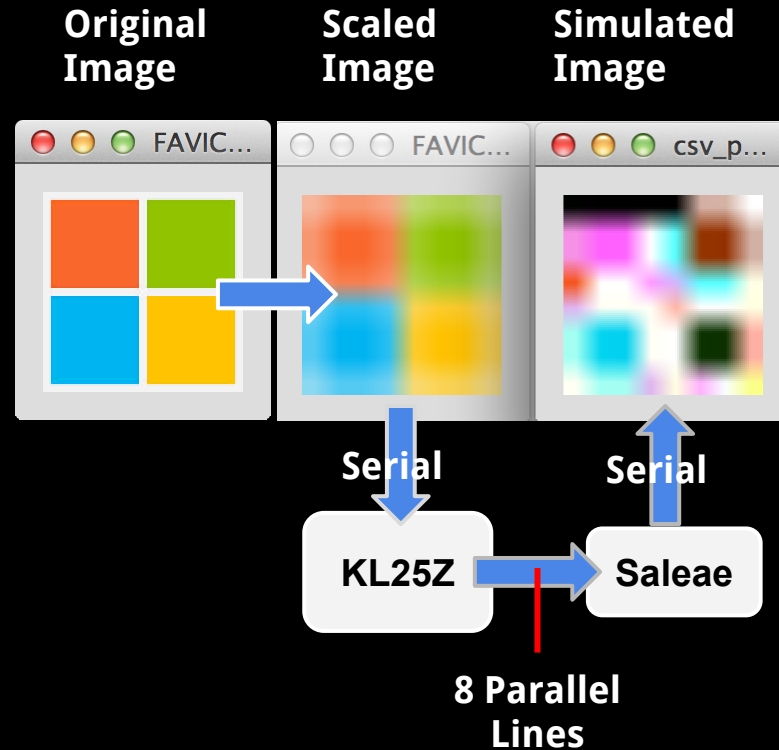 Original
Image
Scaled
Image
Simulated
Image
FAVIC...
FAVIC...
csv_p...
Serial
Serial
KL25Z
Saleae
8 Parallel
Lines